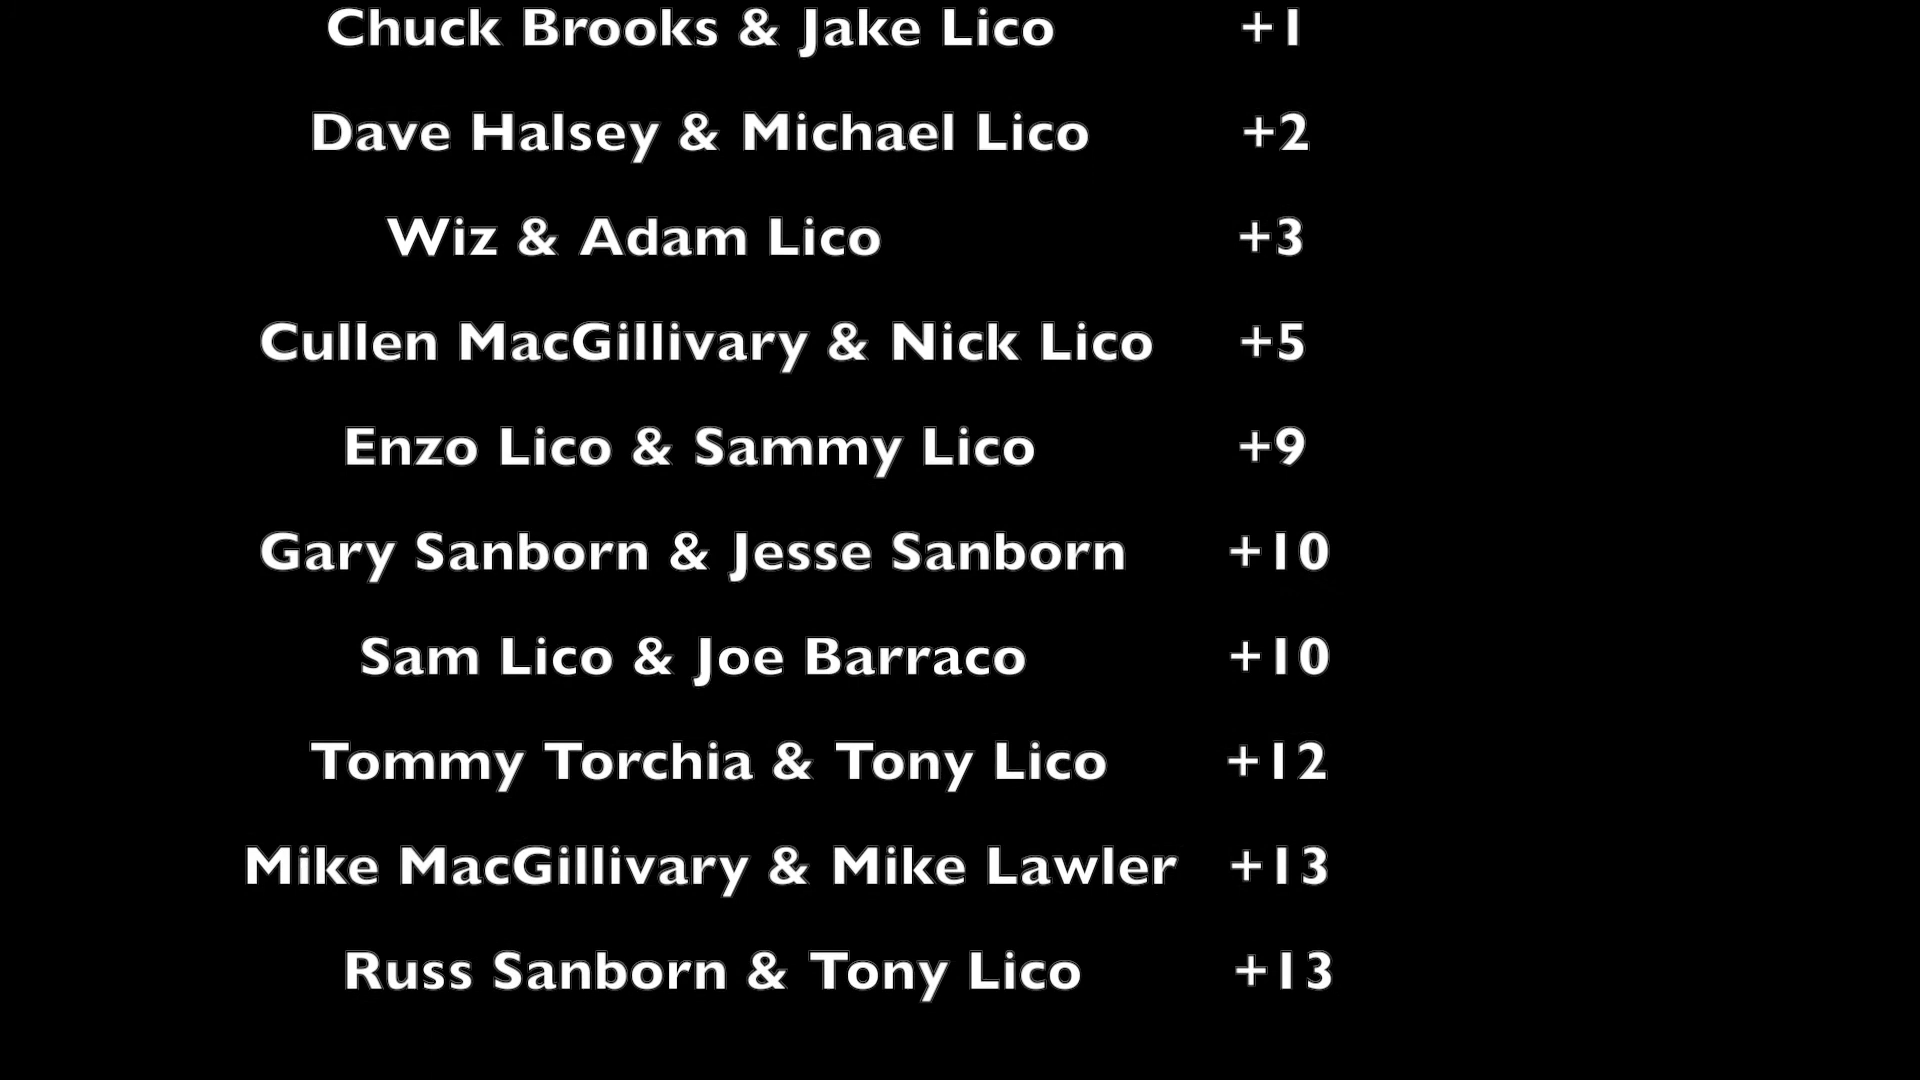 Chuck Brooks & Jake Lico +1
Dave Halsey & Michael Lico +2
Wiz & Adam Lico +3
Cullen MacGillivary & Nick Lico +5
Enzo Lico & Sammy Lico +9
Gary Sanborn & Jesse Sanborn +10
Sam Lico & Joe Barraco +10
Tommy Torchia & Tony Lico +12
Mike MacGillivary & Mike Lawler +13
Russ Sanborn & Tony Lico +13